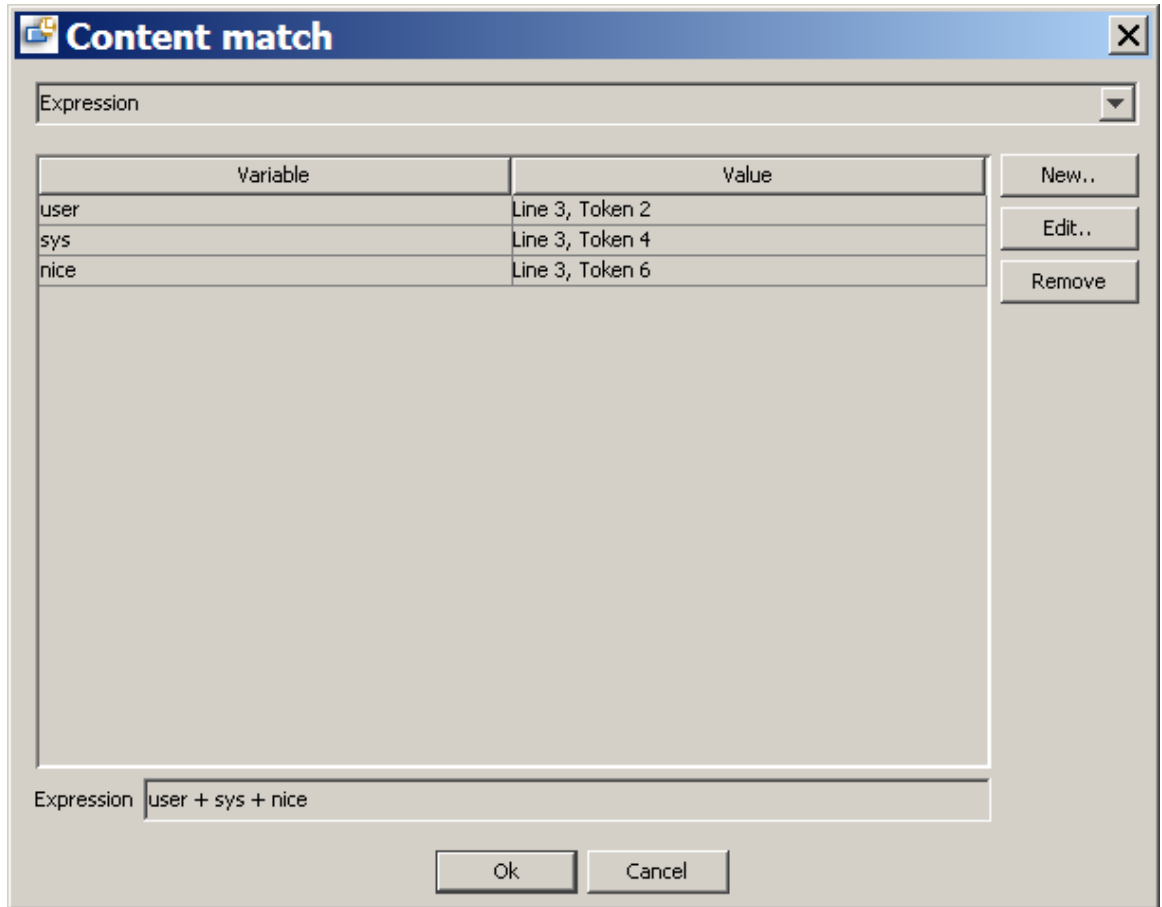 Content match
Expression
Variable Value
New..
user Line 3, Token 2
Edit..
sys Line 3, Token 4
nice Line 3, Token 6
Remove
Expression user + sys + nice
Ok Cancel